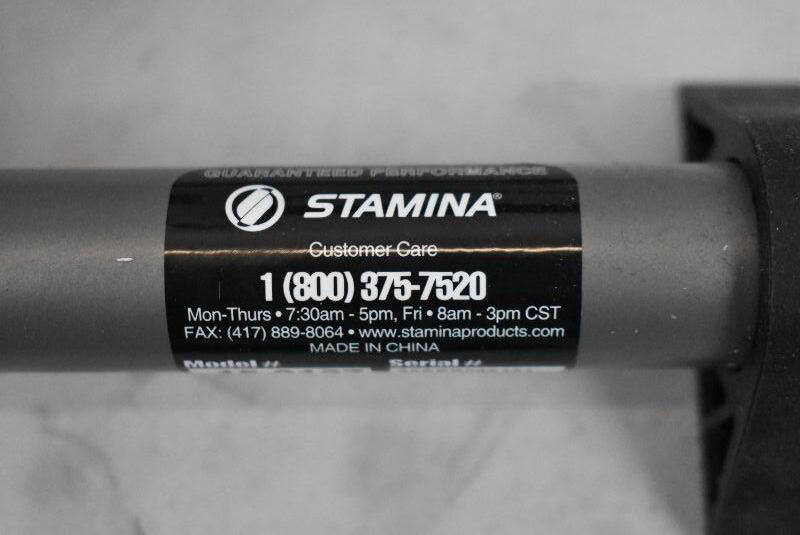 GUARANTEED PERFORMANCE
STAMINA®
Customer Care
1 (800) 375-7520
Mon-Thurs • 7:30am - 5pm, Fri • 8am - 3pm CST
FAX: (417) 889-8064 • www.staminaproducts.com
MADE IN CHINA
Model # Serial #